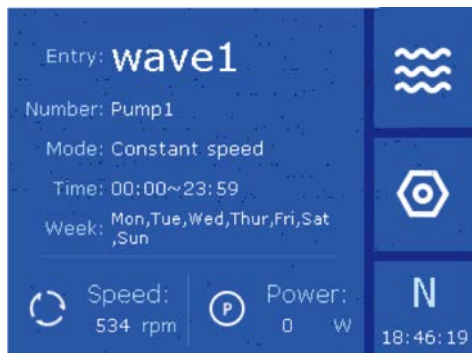 Entry: wave1
Number: Pump1
Mode: Constant speed
Time: 00:00~23:59
Week: Mon,Tue,Wed,Thur,Fri,Sat
,Sun
Speed:
534 rpm
P
Power:
0 W
N
18:46:19